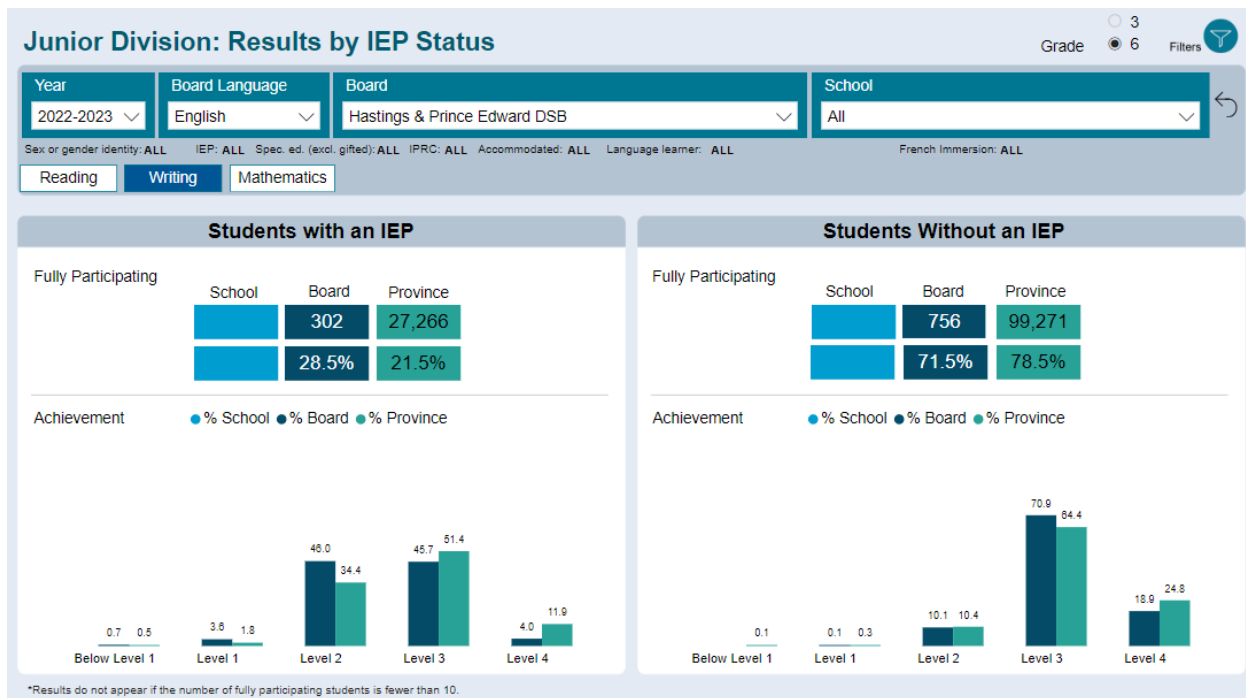 Junior Division: Results by IEP Status
Grade
3
6
Filters
Year
Board Language
Board
School
2022-2023
English
Hastings & Prince Edward DSB
All
Sex or gender identity: ALL IEP: ALL Spec. ed. (excl. gifted): ALL IPRC: ALL Accommodated: ALL Language learner: ALL French Immersion: ALL
Reading Writing Mathematics
Students with an IEP
Fully Participating
School Board Province
302 27,266
28.5% 21.5%
Achievement % School % Board % Province
0.7 0.5 3.6 1.8 46.0 34.4 45.7 51.4 4.0 11.9
Below Level 1 Level 1 Level 2 Level 3 Level 4
Students Without an IEP
Fully Participating
School Board Province
756 99,271
71.5% 78.5%
Achievement % School % Board % Province
0.1 0.1 0.3 10.1 10.4 70.9 64.4 18.9 24.8
Below Level 1 Level 1 Level 2 Level 3 Level 4
*Results do not appear if the number of fully participating students is fewer than 10.